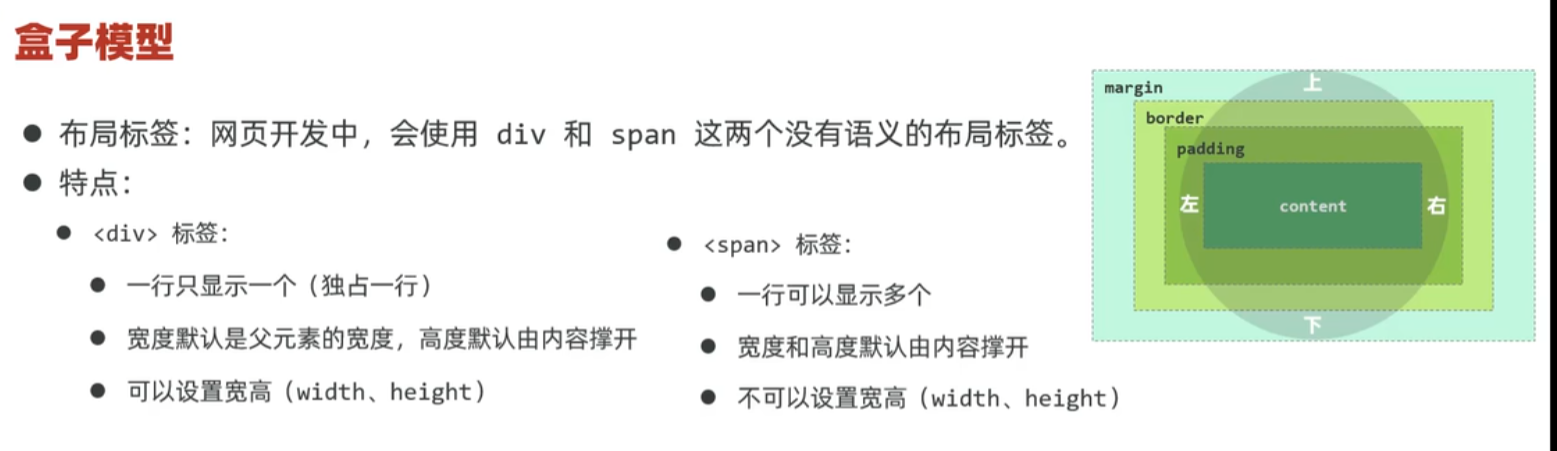 盒子模型
布局标签：网页开发中，会使用 div 和 span 这两个没有语义的布局标签。
特点：
<div> 标签：
一行只显示一个（独占一行）
宽度默认是父元素的宽度，高度默认由内容撑开
可以设置宽高（width、height）
<span> 标签：
一行可以显示多个
宽度和高度默认由内容撑开
不可以设置宽高（width、height）
margin
上
border
padding
左
content
右
下